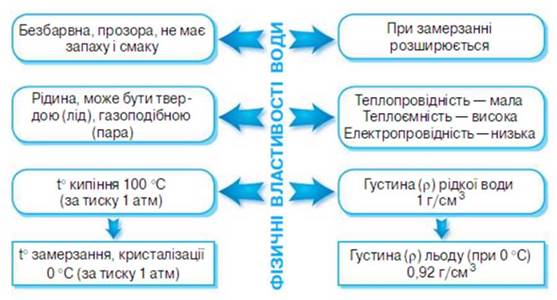 Безбарвна, прозора, не має
запаху і смаку
При замерзанні
розширюється
ФІЗИЧНІ ВЛАСТИВОСТІ ВОДИ
Рідина, може бути твер-
дою (лід), газоподібною
(пара)
Теплопровідність — мала
Теплоємність — висока
Електропровідність — низька
t° кипіння 100 °C
(за тиску 1 атм)
Густина (ρ) рідкої води
1 г/см³
t° замерзання, кристалізації
0 °C (за тиску 1 атм)
Густина (ρ) льоду (при 0 °C)
0,92 г/см³